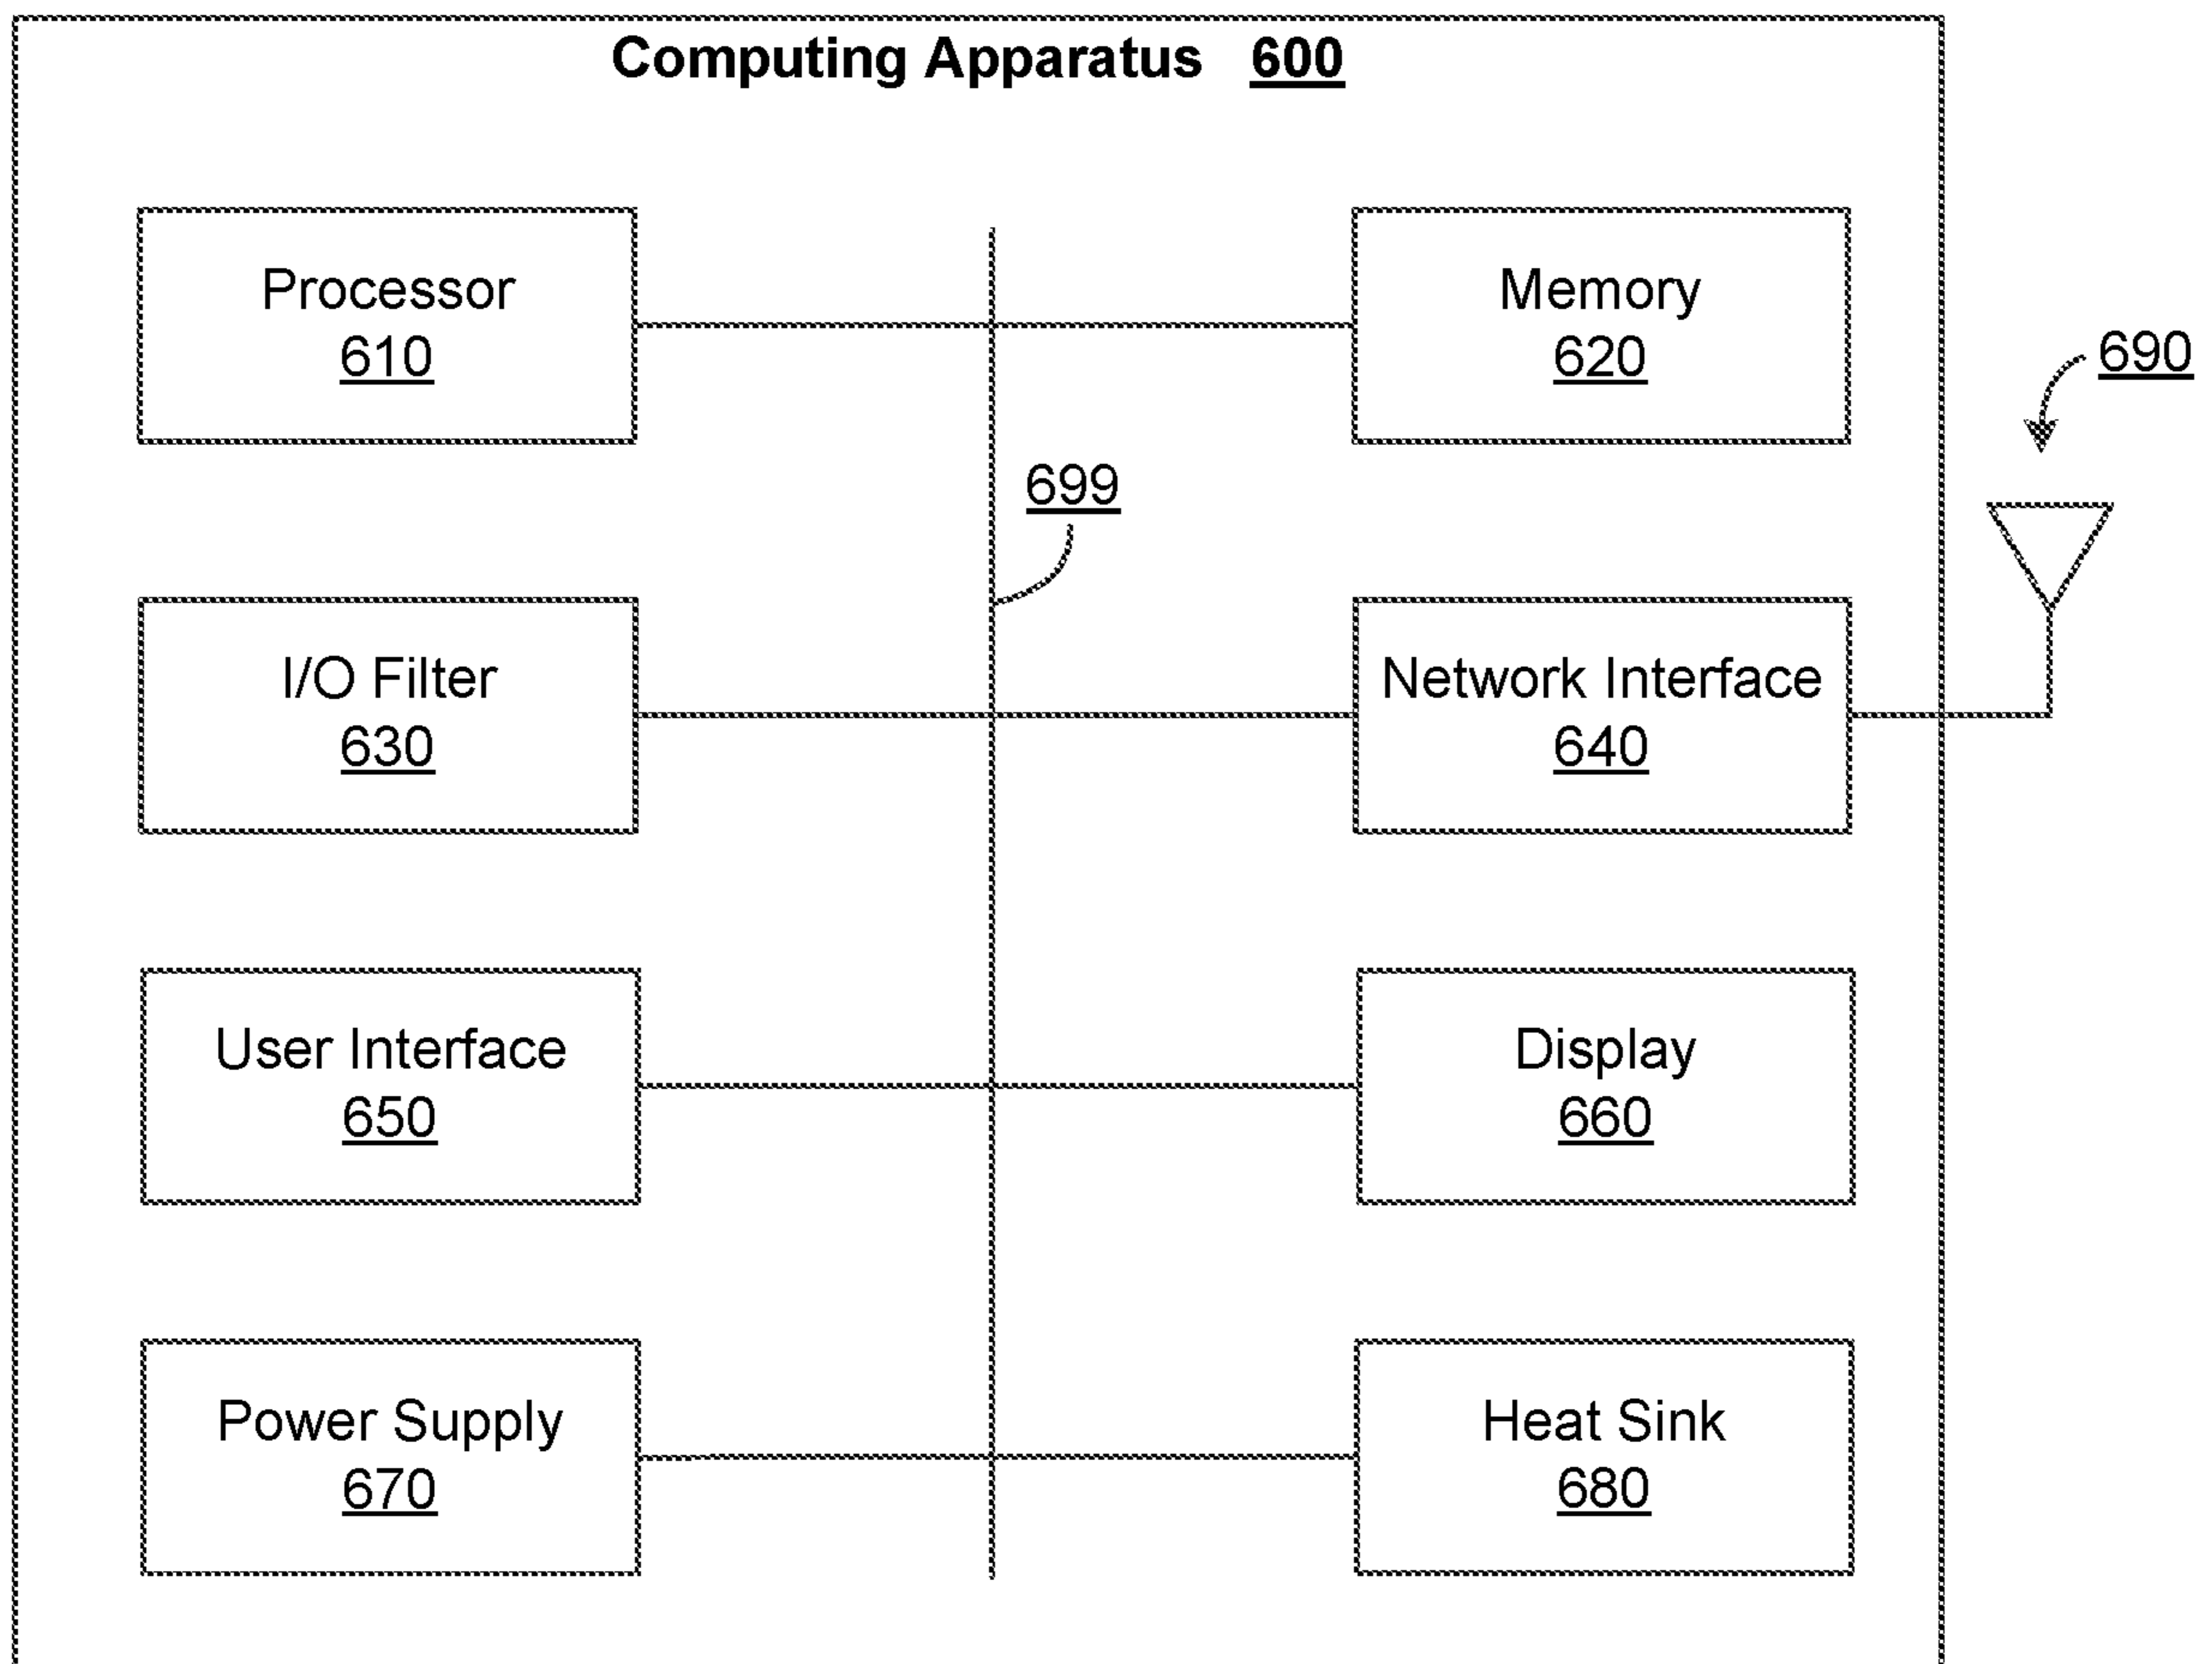 Computing Apparatus 600
Processor
610
Memory
620
690
699
I/O Filter
630
Network Interface
640
User Interface
650
Display
660
Power Supply
670
Heat Sink
680